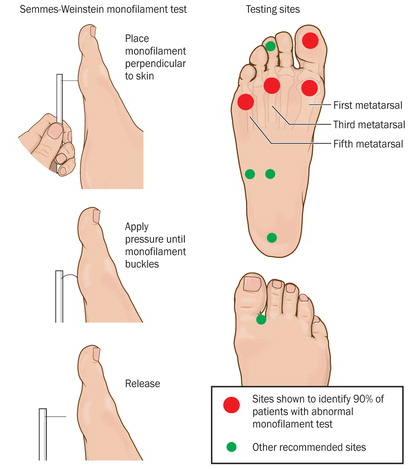 Semmes-Weinstein monofilament test
Place
monofilament
perpendicular
to skin
Apply
pressure until
monofilament
buckles
Release
Testing sites
First metatarsal
Third metatarsal
Fifth metatarsal
Sites shown to identify 90% of
patients with abnormal
monofilament test
Other recommended sites